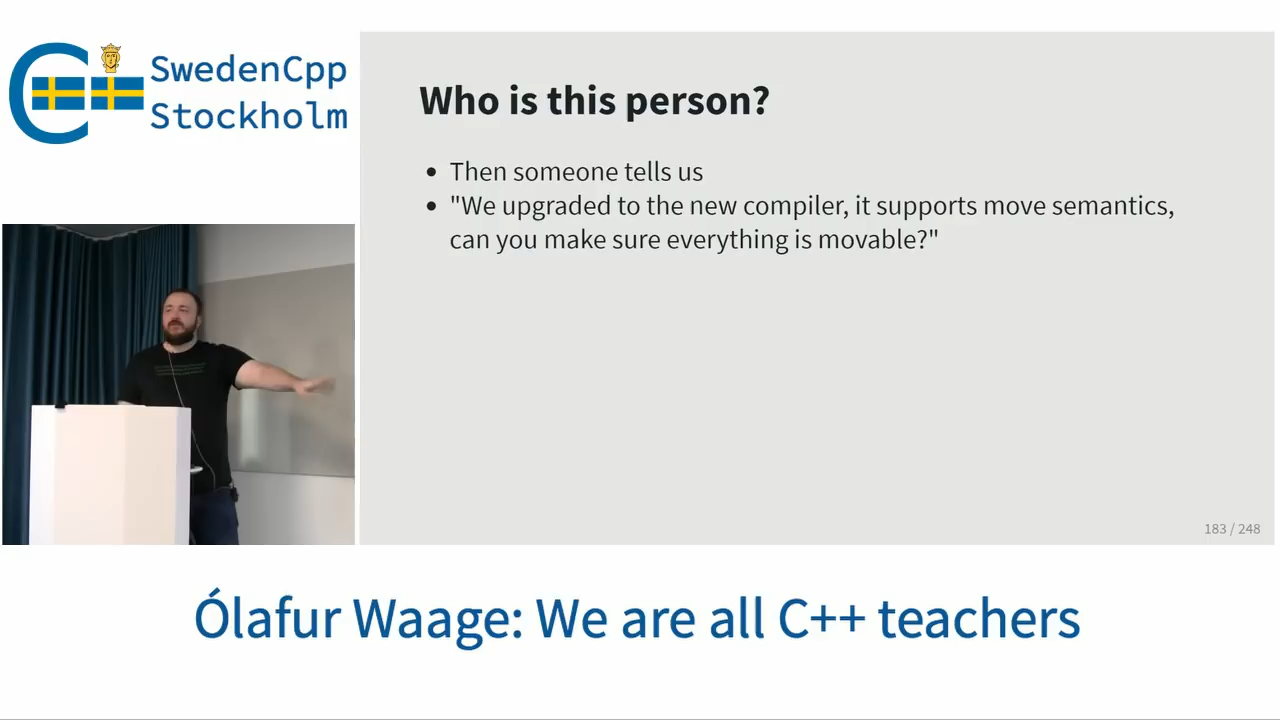 SwedenCpp
Stockholm
Who is this person?
• Then someone tells us
• "We upgraded to the new compiler, it supports move semantics,
can you make sure everything is movable?"
183 / 248
Ólafur Waage: We are all C++ teachers